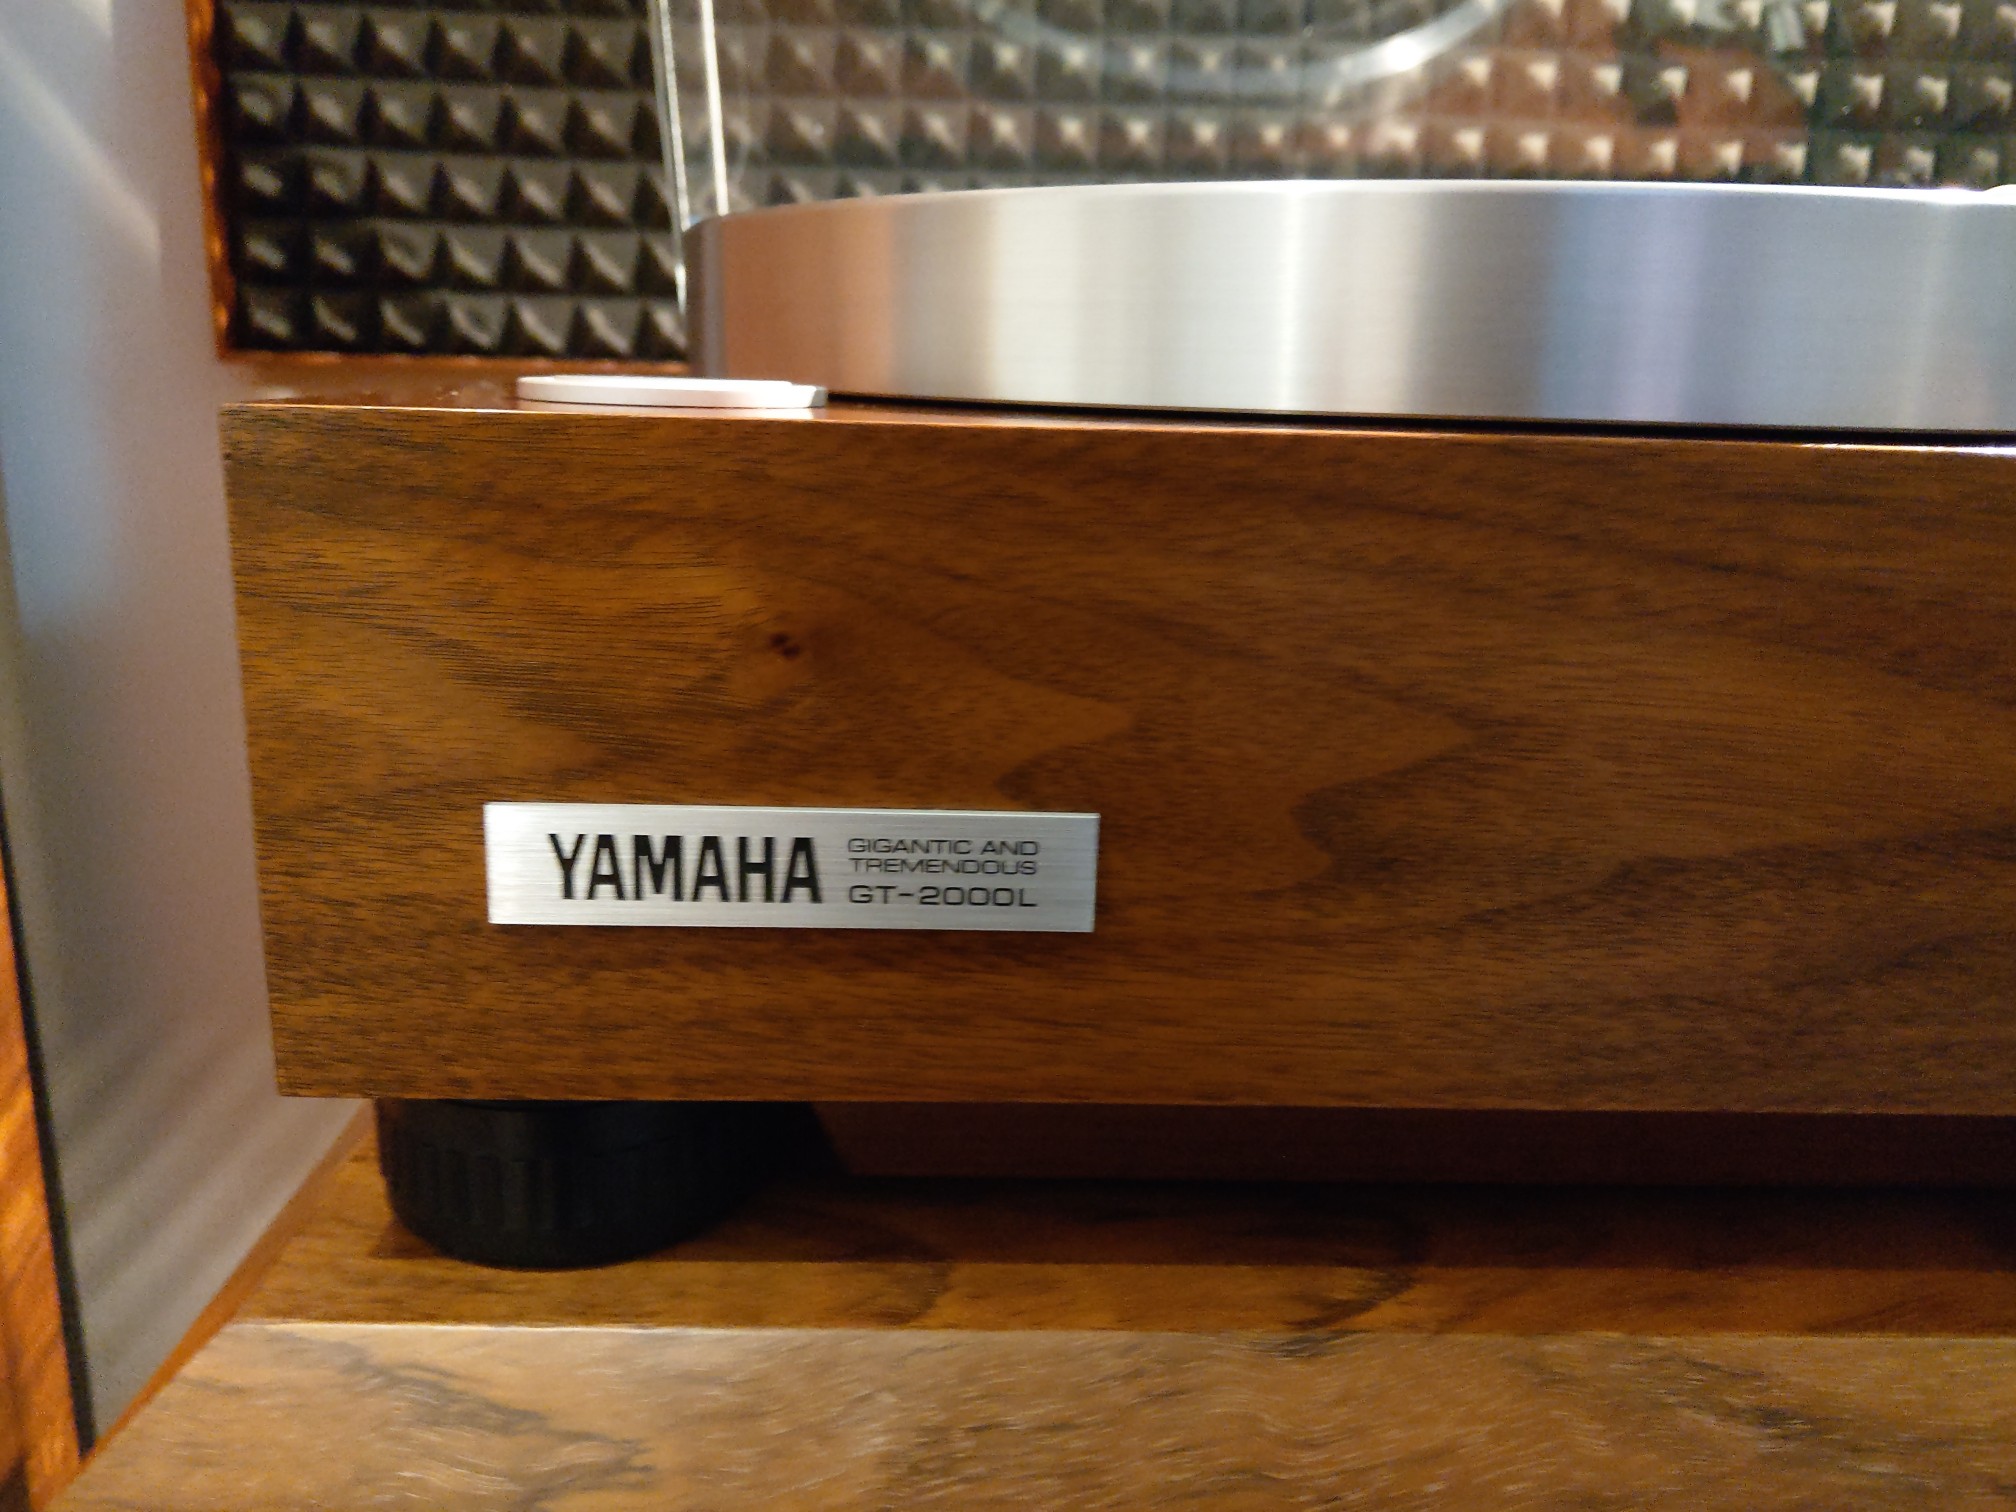 YAMAHA
GIGANTIC AND
TREMENDOUS
GT-2000L